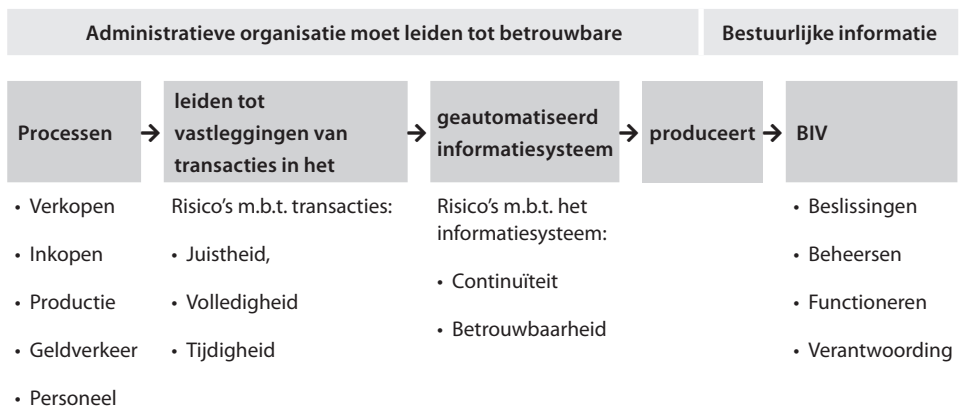 Administratieve organisatie moet leiden tot betrouwbare
Bestuurlijke informatie
Processen
→
leiden tot
vastleggingen van
transacties in het
→
geautomatiseerd
informatiesysteem
→
produceert
→
BIV
• Verkopen
• Inkopen
• Productie
• Geldverkeer
• Personeel
Risico's m.b.t. transacties:
• Juistheid,
• Volledigheid
• Tijdigheid
Risico's m.b.t. het
informatiesysteem:
• Continuïteit
• Betrouwbaarheid
• Beslissingen
• Beheersen
• Functioneren
• Verantwoording